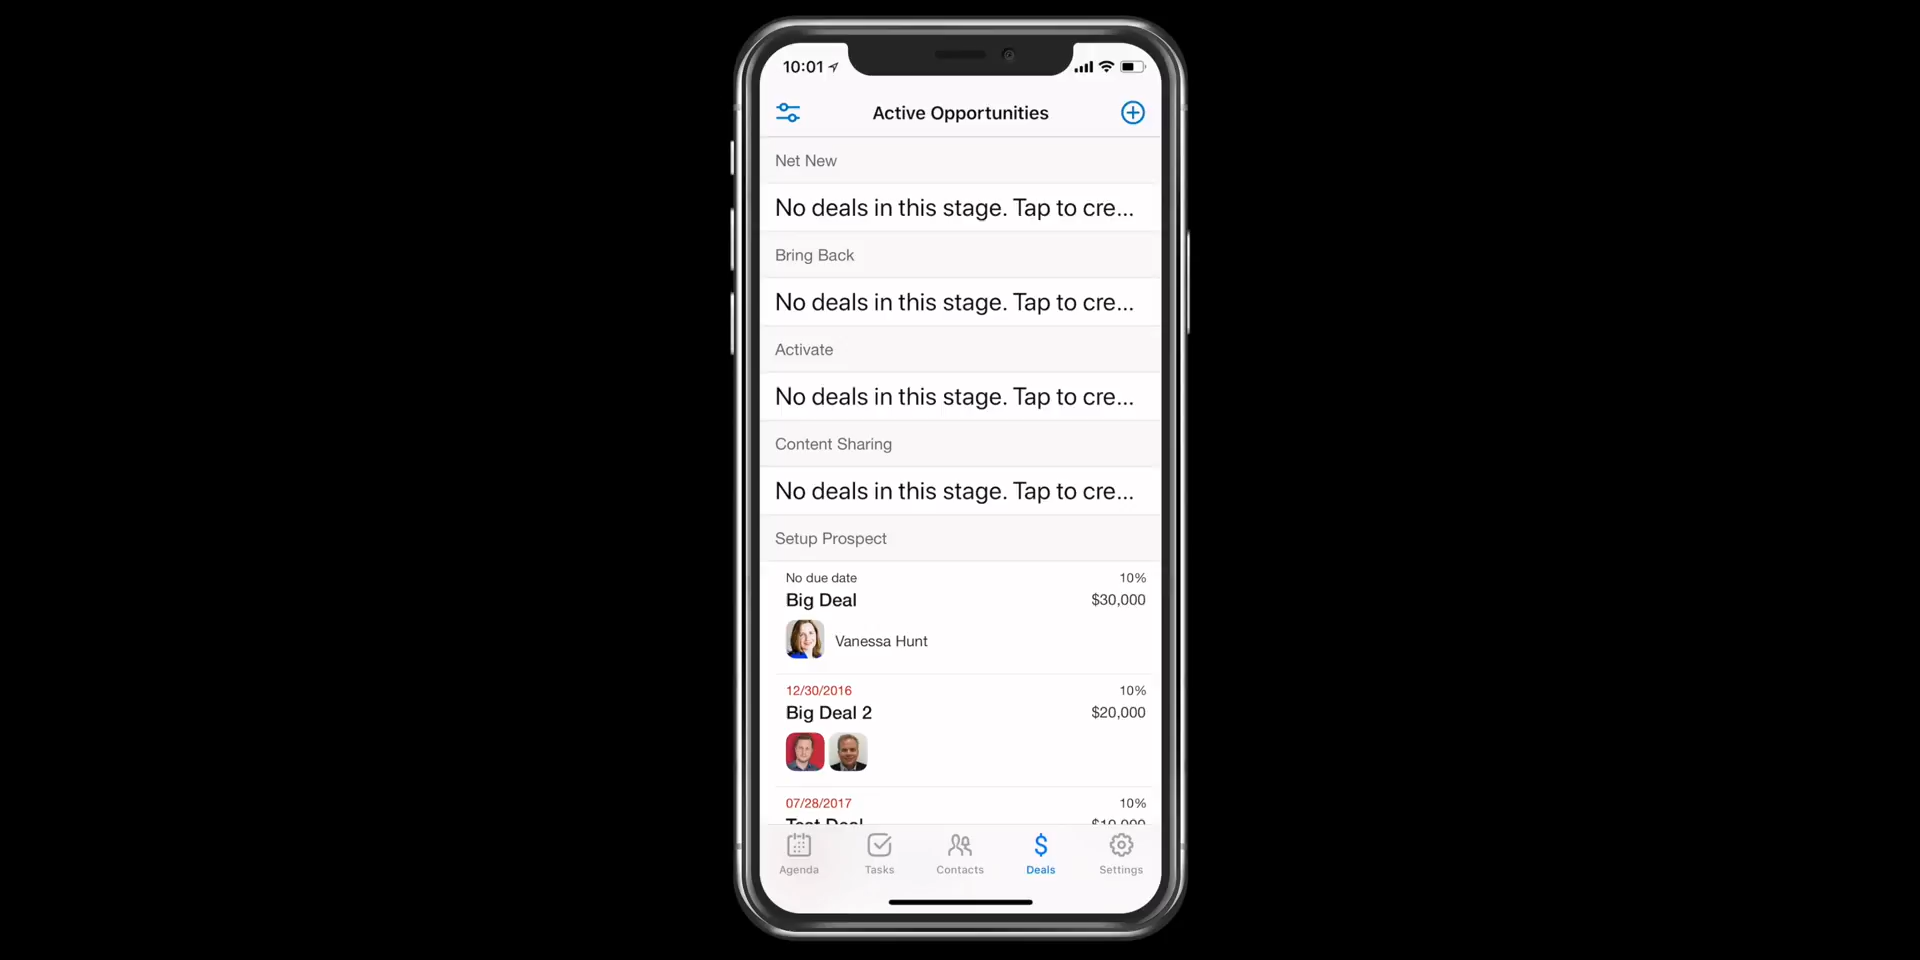 10:01
Active Opportunities
Net New
No deals in this stage. Tap to cre...
Bring Back
No deals in this stage. Tap to cre...
Activate
No deals in this stage. Tap to cre...
Content Sharing
No deals in this stage. Tap to cre...
Setup Prospect
No due date 10%
Big Deal $30,000
Vanessa Hunt
12/30/2016 10%
Big Deal 2 $20,000
07/28/2017 10%
Test Deal $10,000
Agenda Tasks Contacts Deals Settings